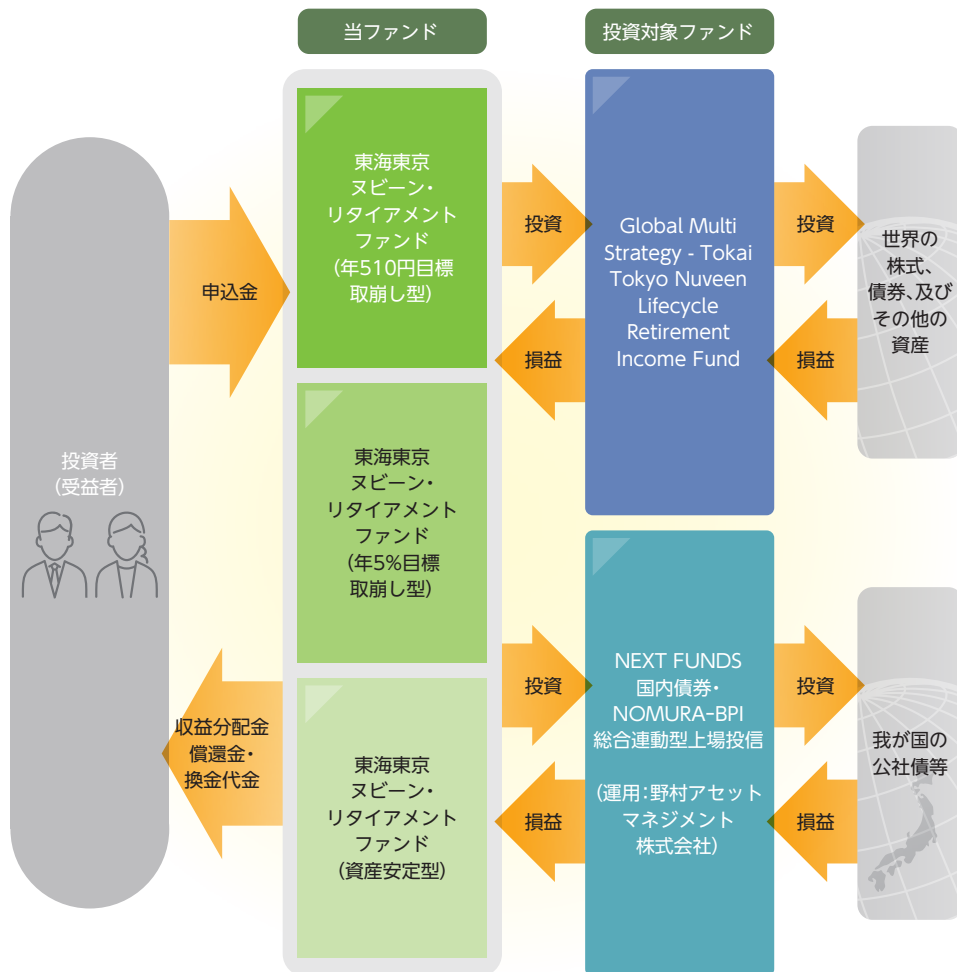 当ファンド
投資対象ファンド
投資者
(受益者)
申込金
収益分配金
償還金・
換金代金
東海東京
ヌビーン・
リタイアメント
ファンド
(年510円目標
取崩し型)
東海東京
ヌビーン・
リタイアメント
ファンド
(年5%目標
取崩し型)
東海東京
ヌビーン・
リタイアメント
ファンド
(資産安定型)
投資
損益
投資
損益
Global Multi
Strategy - Tokai
Tokyo Nuveen
Lifecycle
Retirement
Income Fund
NEXT FUNDS
国内債券・
NOMURA-BPI
総合連動型上場投信
(運用:野村アセット
マネジメント
株式会社)
投資
損益
投資
損益
世界の
株式、
債券、及び
その他の
資産
我が国の
公社債等